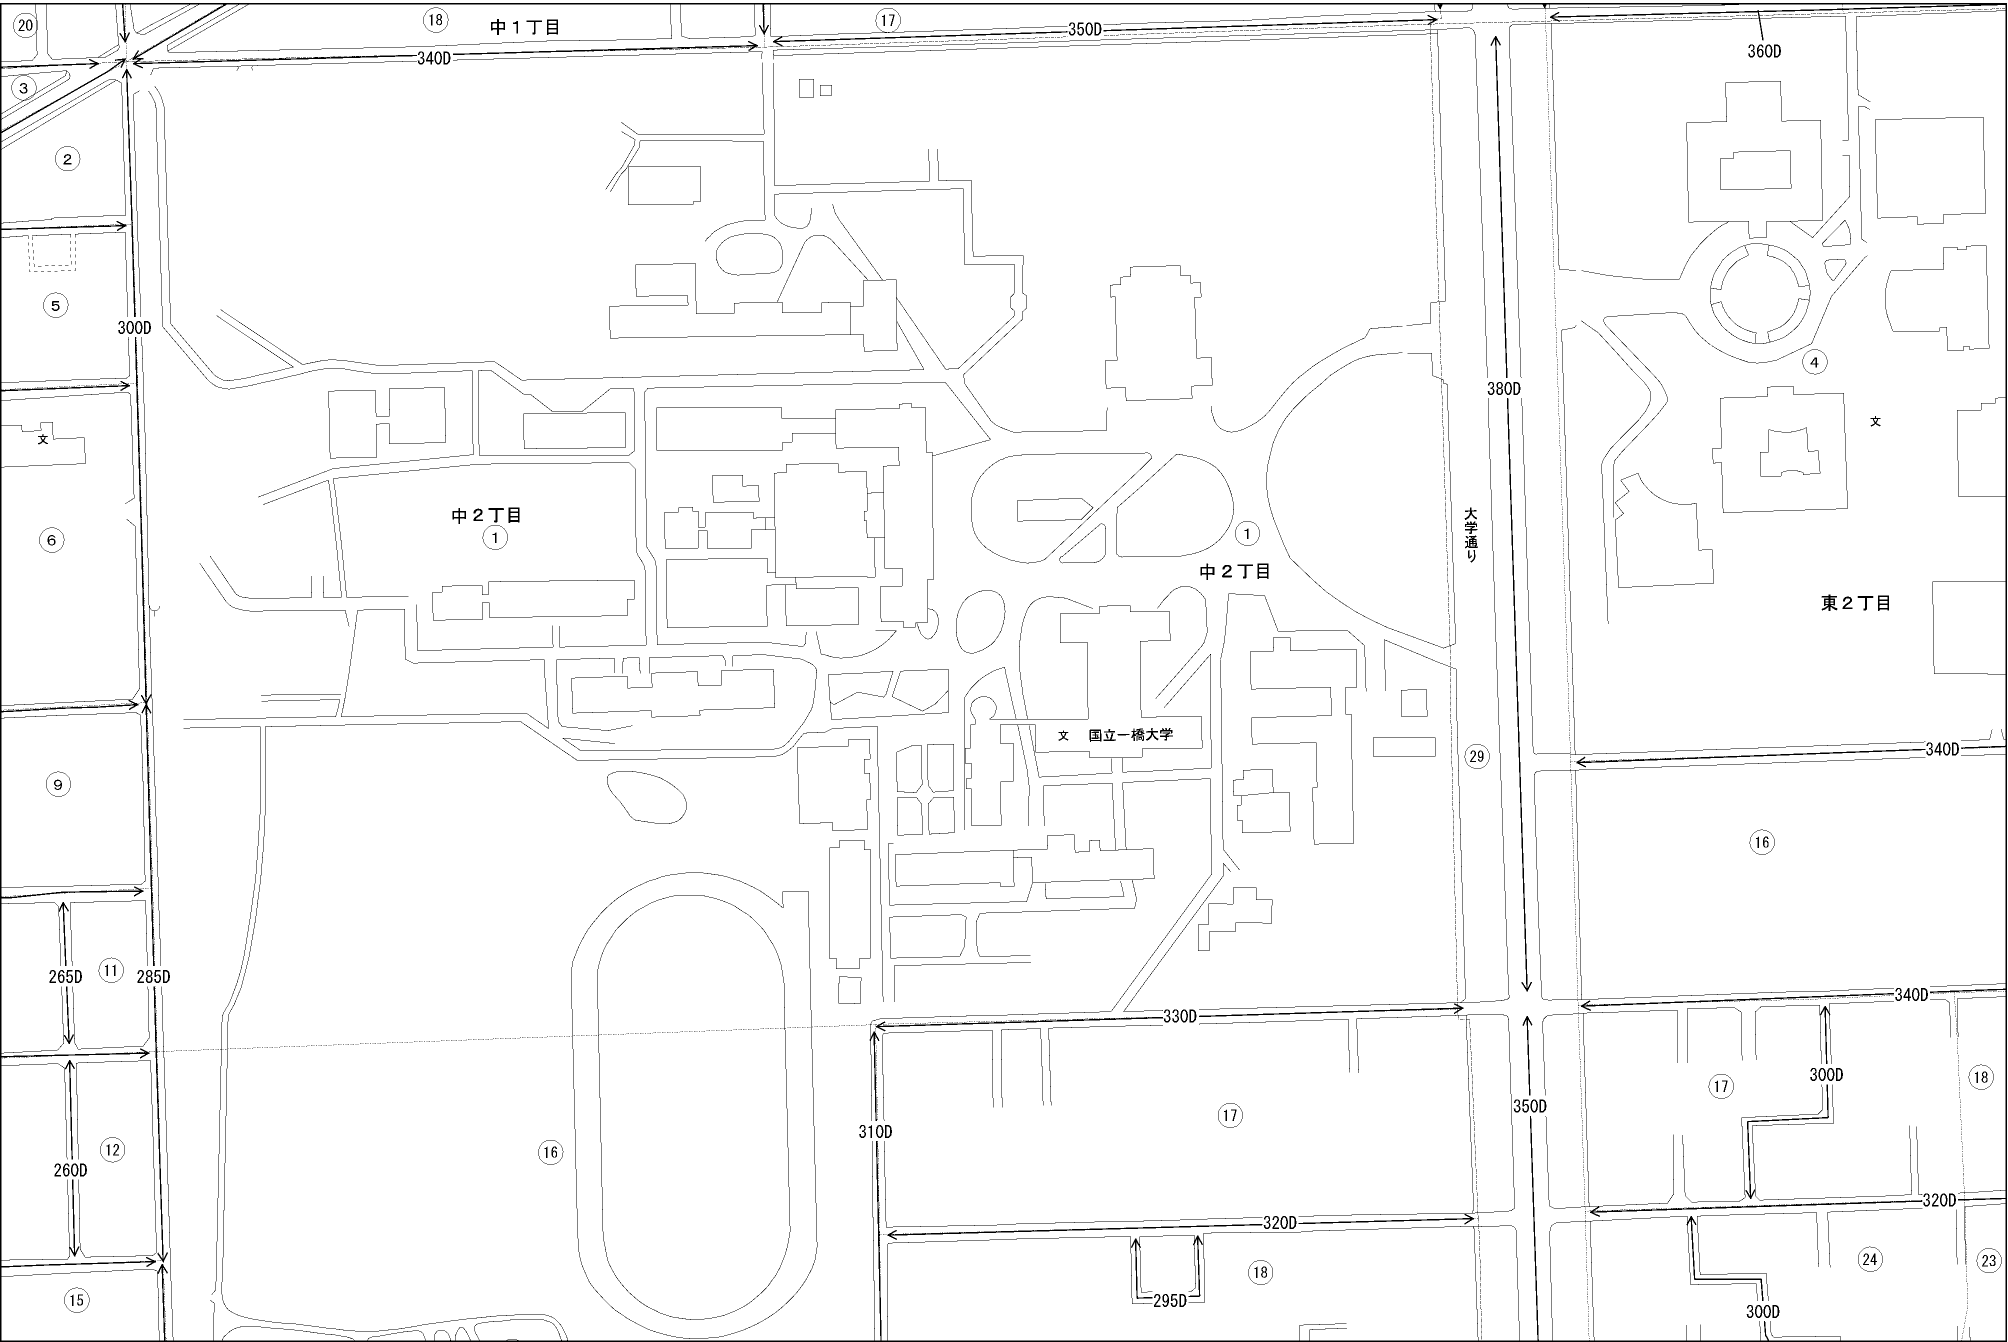 ⑳
⑱
中１丁目
⑰
350D
340D
360D
③
②
⑤
300D
④
380D
文
文
中２丁目
①
大学通り
①
中２丁目
⑥
東２丁目
文 国立一橋大学
㉙
340D
⑨
⑯
265D
⑪
285D
340D
330D
300D
⑱
⑰
350D
⑰
310D
⑫
260D
⑯
320D
320D
⑱
㉔
㉓
⑮
295D
300D